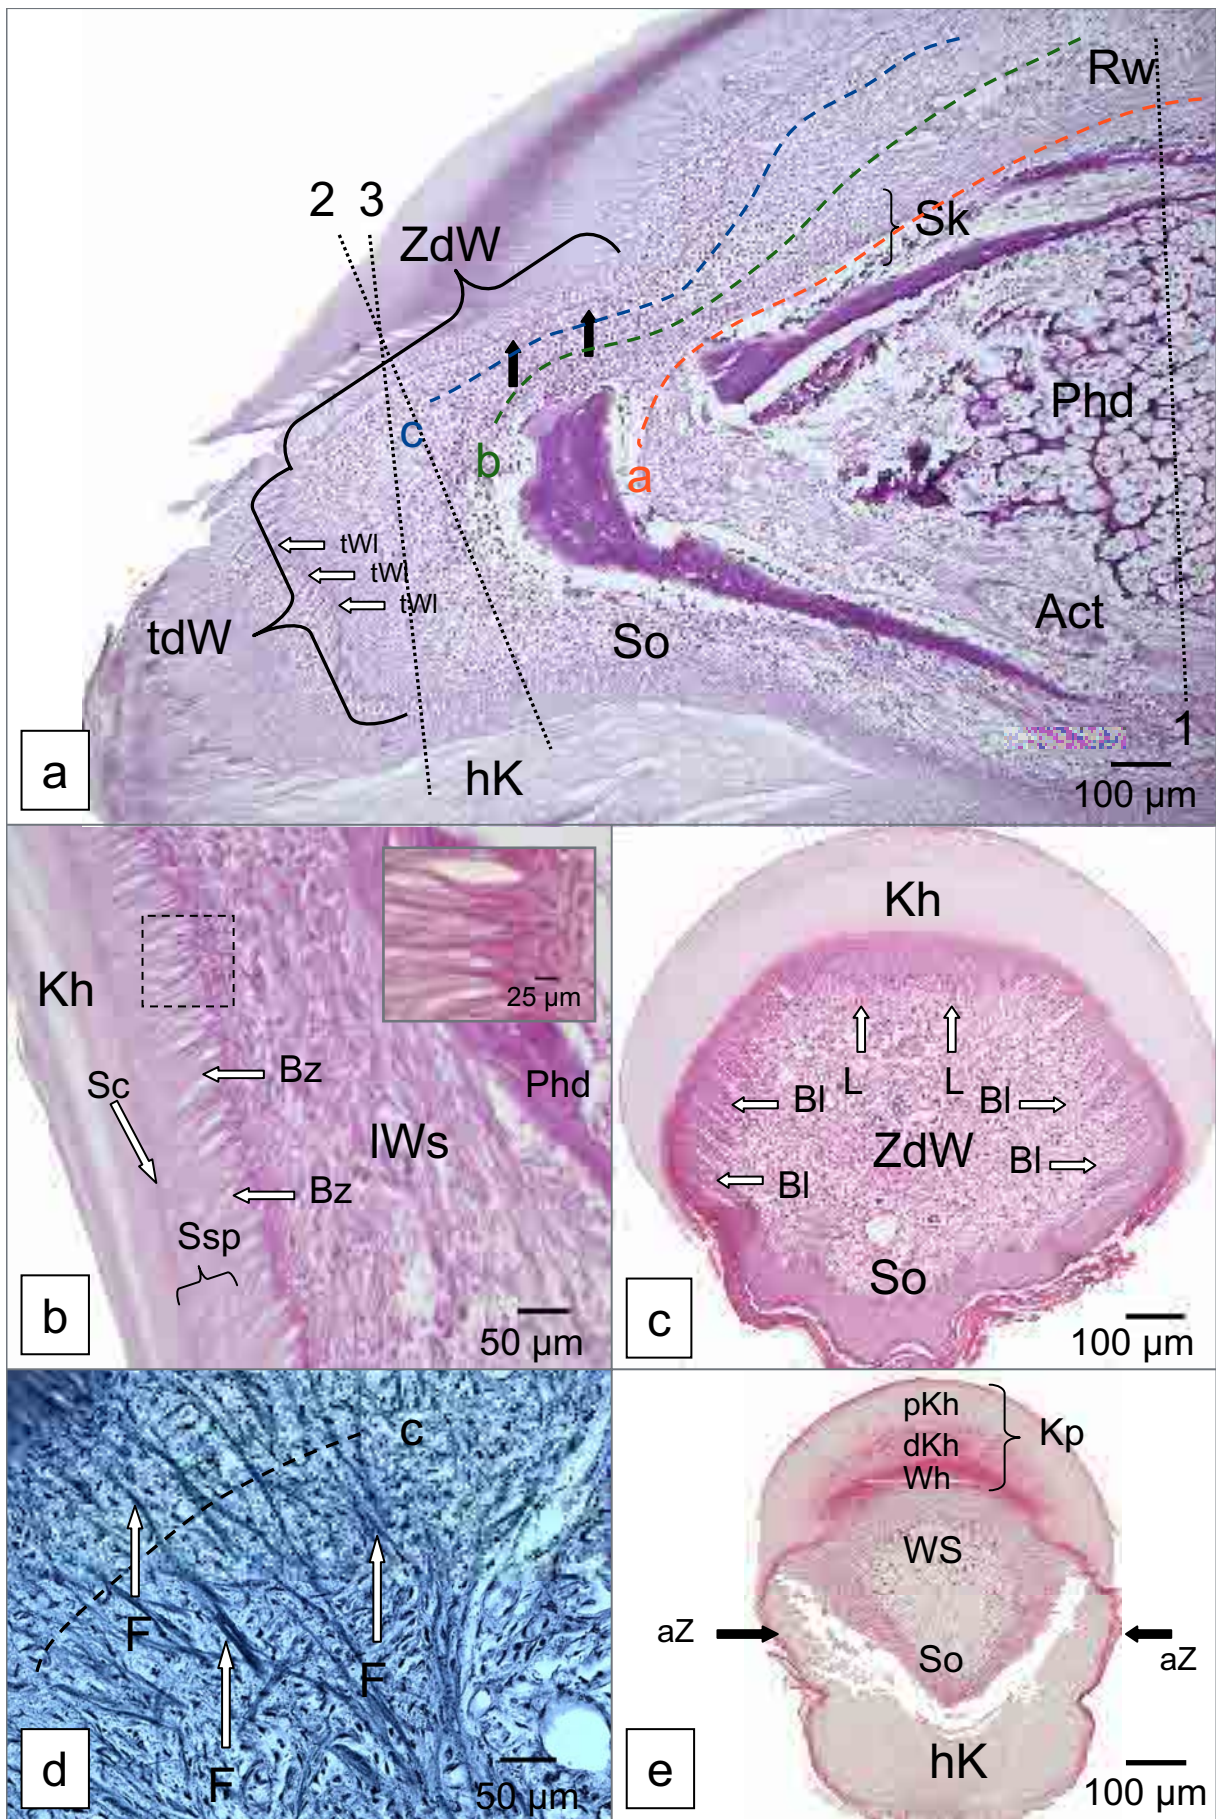 Rw
2 3
Sk
ZdW
Phd
c
b
a
tWl
tWl
tWl
tdW
So
Act
1
a
hK
100 µm
25 µm
Kh
Bz
Sc
Phd
lWs
Bz
Ssp
b
50 µm
Kh
L L
Bl Bl
ZdW
Bl Bl
So
c
100 µm
c
F
F
F
d
50 µm
pKh
Kp
dKh
Wh
WS
aZ
So
aZ
hK
e
100 µm